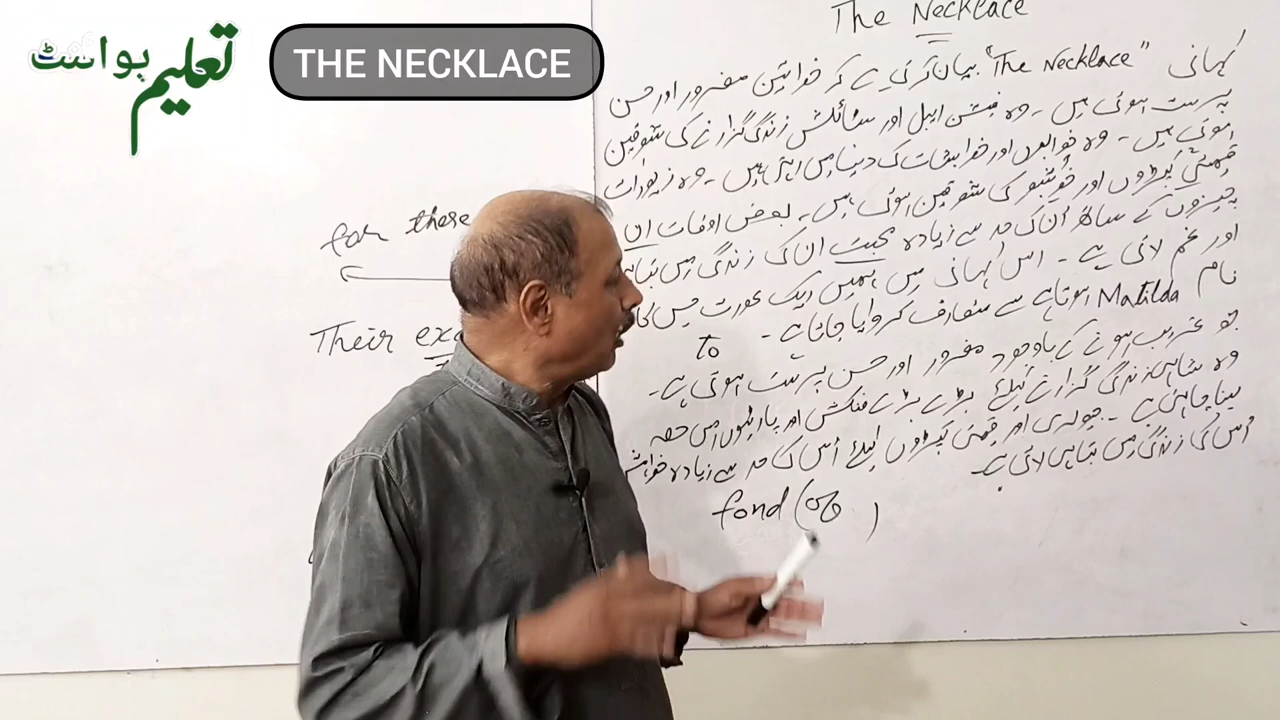 تعلیم پوائنٹ
THE NECKLACE
The Necklace
کہانی "The Necklace" بیان کرتی ہے کہ خواتین مغرور اور حسن
پرست ہوتی ہیں ۔ وہ فیشن ایبل اور سٹائلش زندگی گزارنے کی شوقین
ہوتی ہیں ۔ وہ خوابوں اور خواہشات کی دنیا میں رہتی ہیں ۔ وہ زیورات
قیمتی کپڑوں اور خوشبو کی شوقین ہوتی ہیں ۔ بعض اوقات ان
چیزوں کے ساتھ اُن کی حد سے زیادہ محبت ان کی زندگی میں تباہی
اور غم لاتی ہے ۔ اس کہانی میں ہمیں ایک عورت جس کا
نام Matilda ہوتا ہے سے متعارف کروایا جاتا ہے ۔
to
جو غریب ہونے کے باوجود مغرور اور حسن پرست ہوتی ہے ۔
وہ شاہی زندگی گزارنے کیلئے بڑے بڑے فنکشن اور پارٹیوں میں حصہ
لینا چاہتی ہے ۔ جیولری اور قیمتی کپڑوں کیلئے اُس کی حد سے زیادہ خواہش
اُس کی زندگی میں تباہی لاتی ہے ۔
fond (of )
for these
Their exc